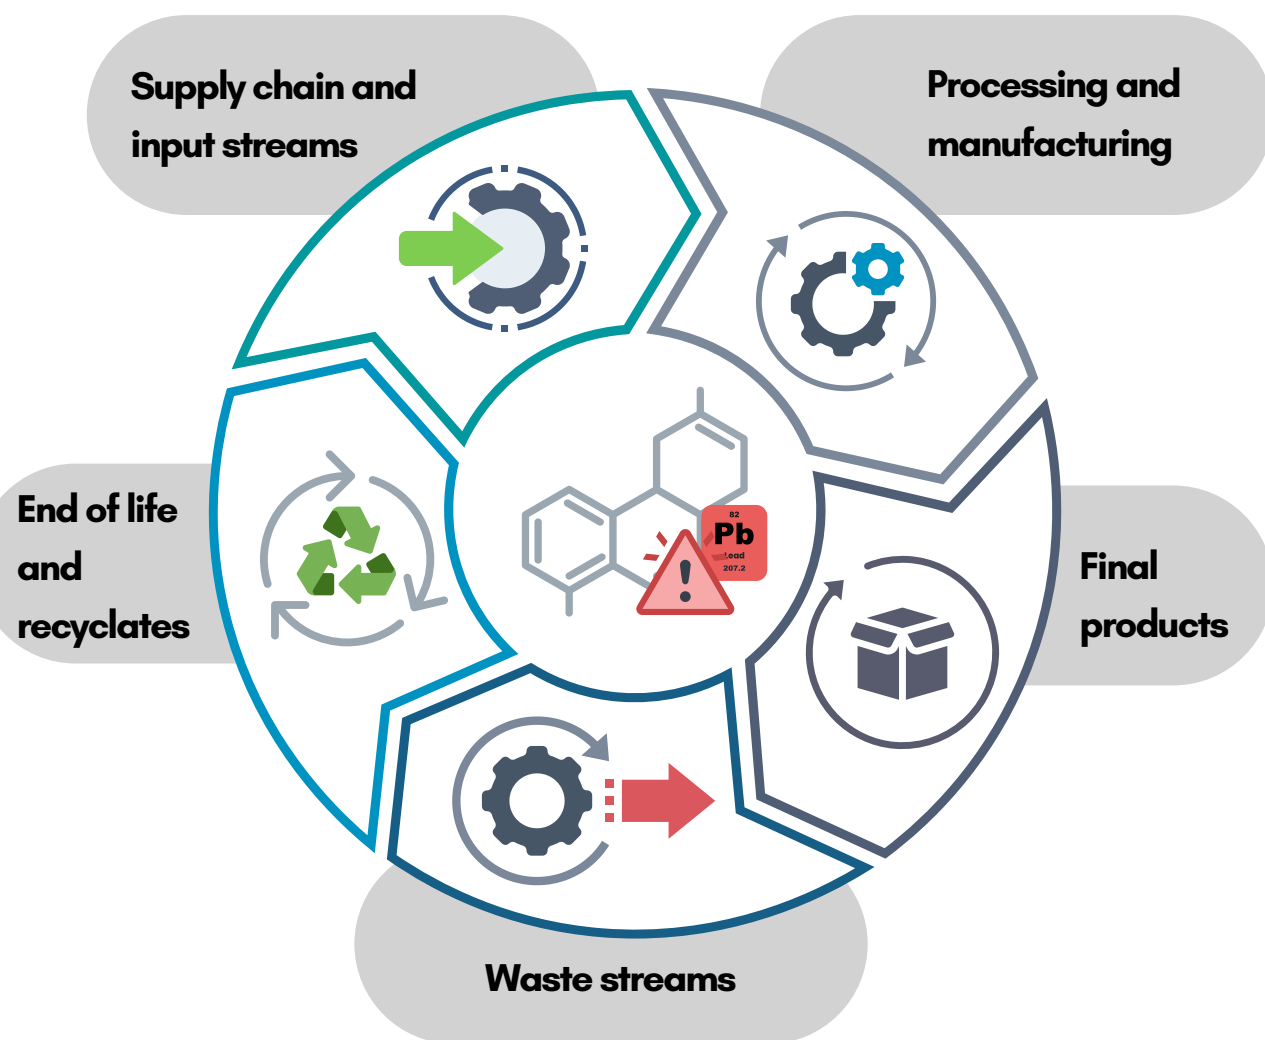 Supply chain and
input streams
Processing and
manufacturing
End of life
and
recyclates
82
Pb
Lead
207.2
Final
products
Waste streams